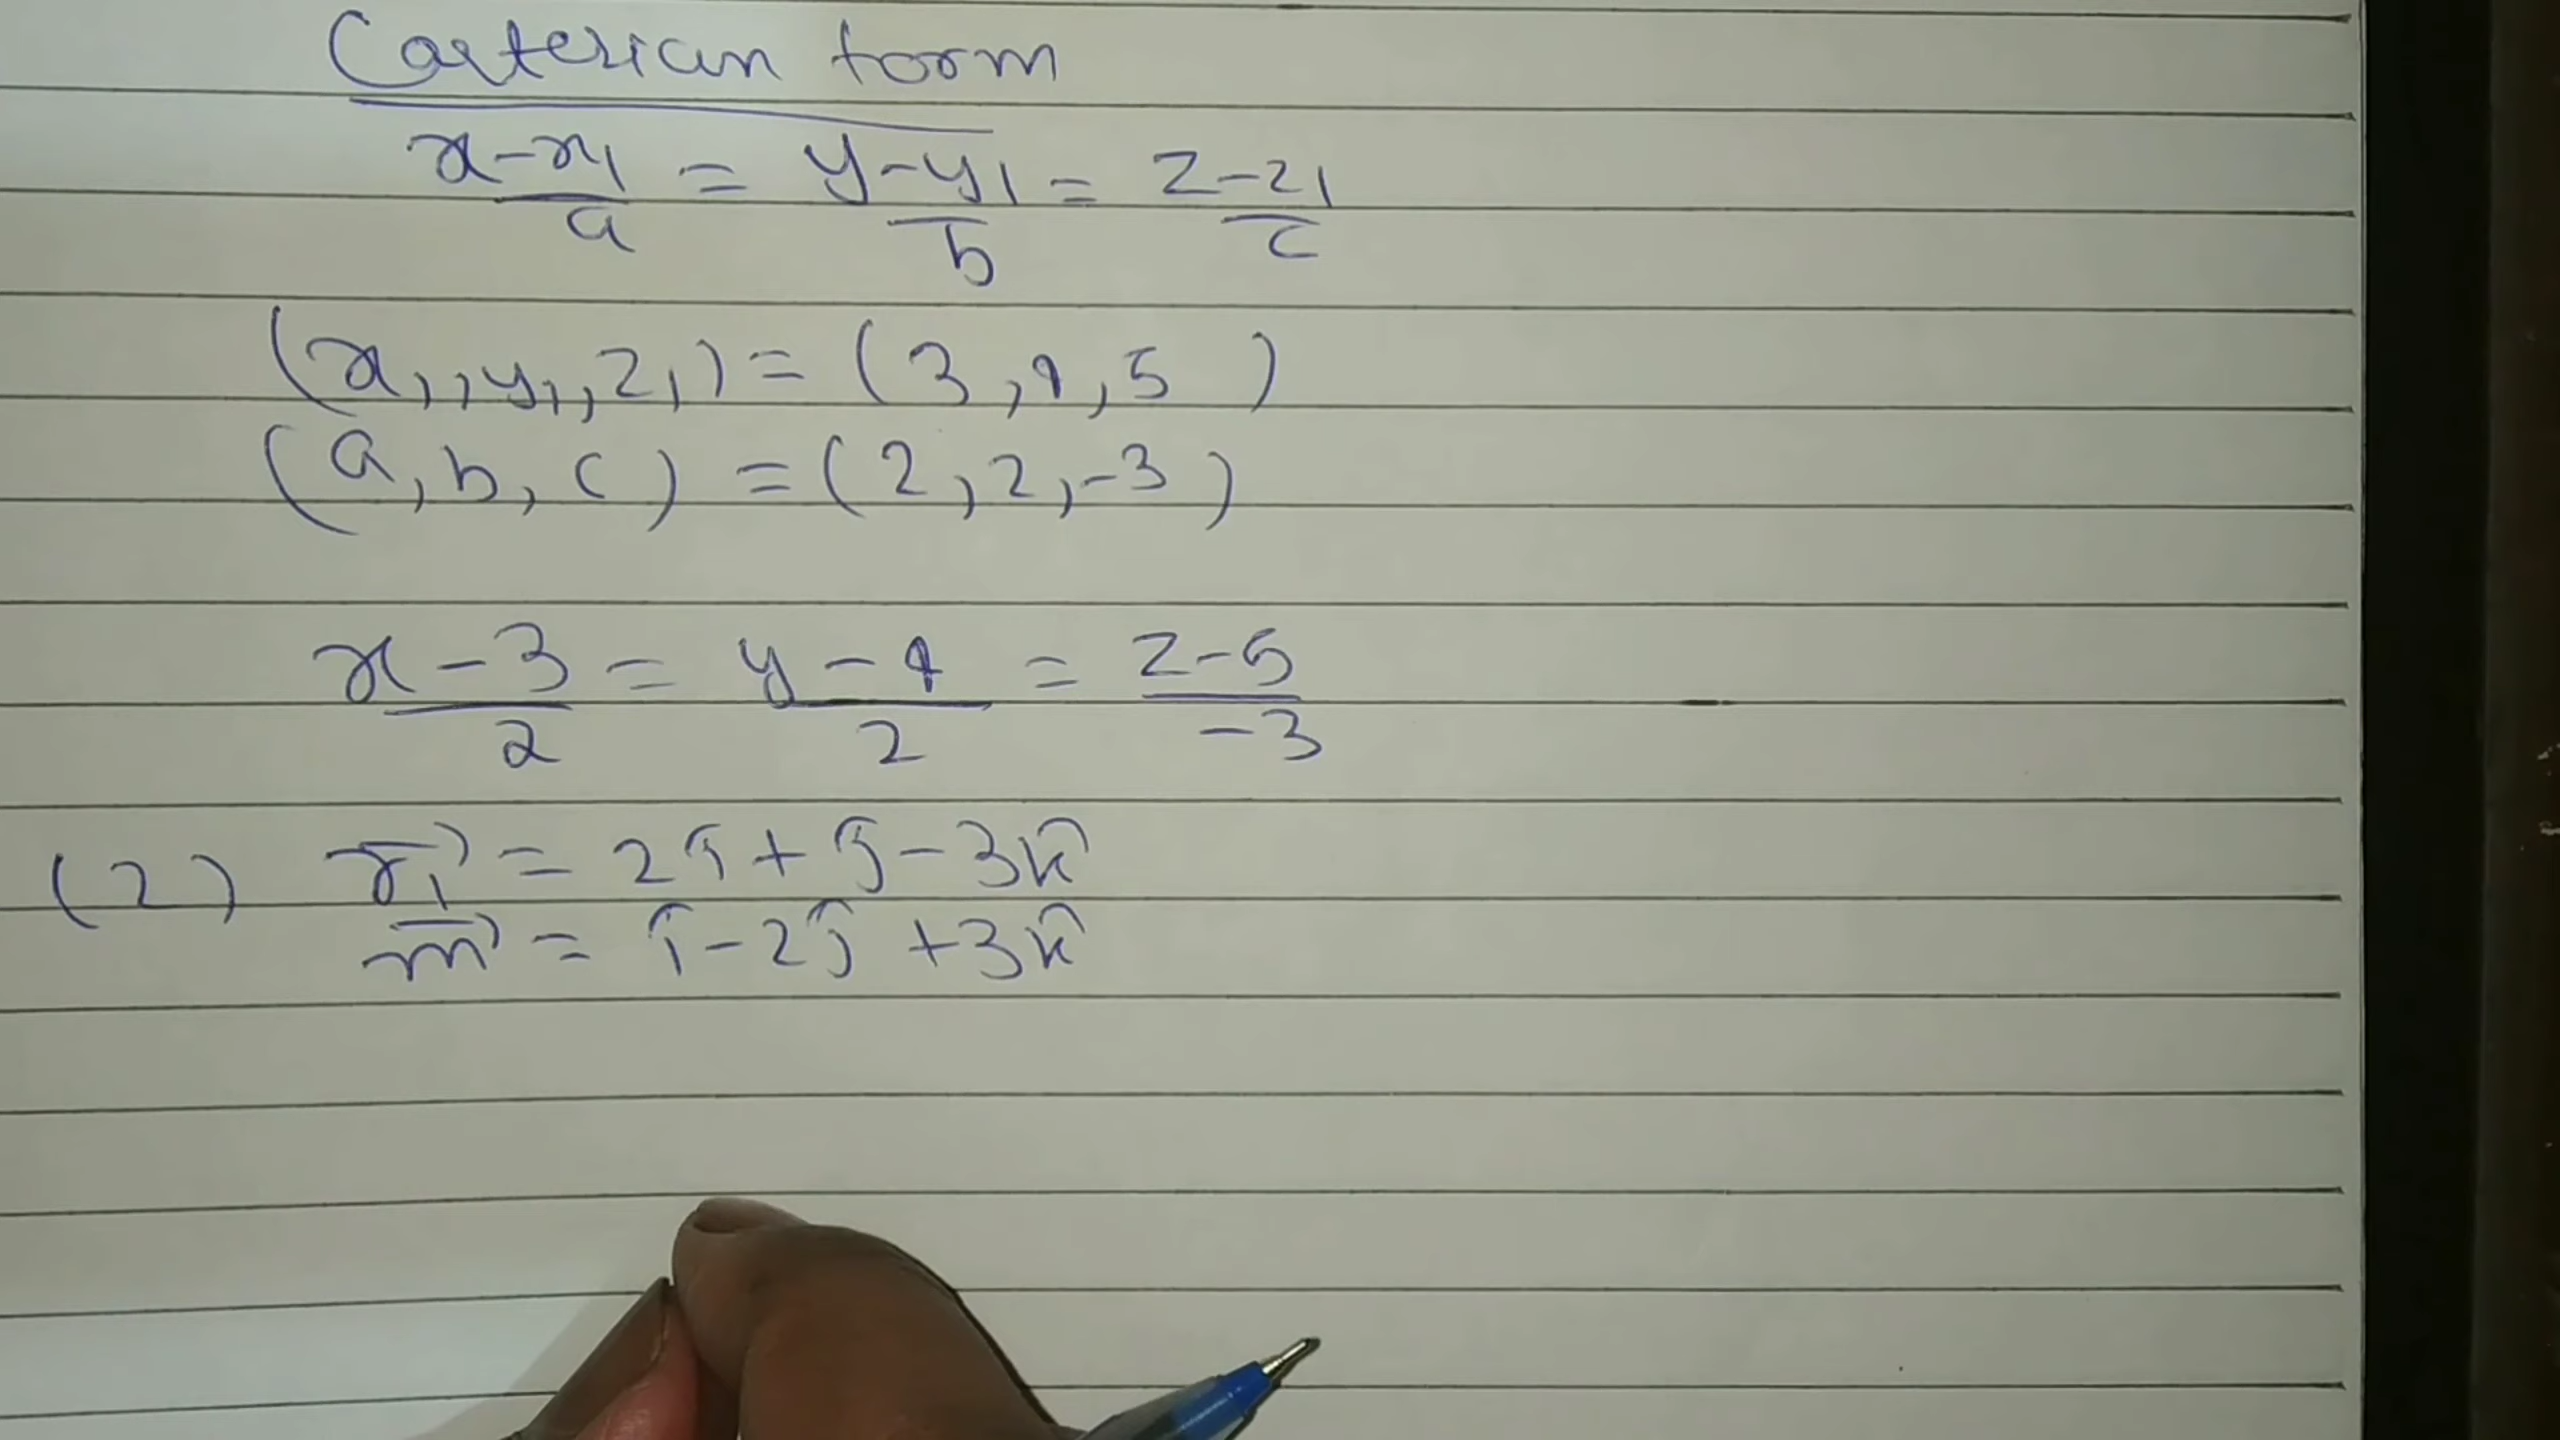 Carterian form
x-x1/a = y-y1/b = z-z1/c
(x1, y1, z1) = (3, 4, 5)
(a, b, c) = (2, 2, -3)
x-3/2 = y-4/2 = z-5/-3
(2) r1→ = 2î + ĵ - 3k̂
m→ = î - 2ĵ + 3k̂